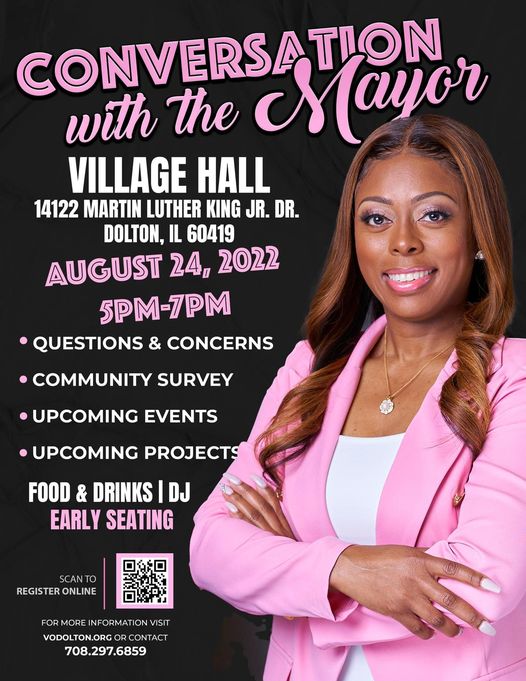 CONVERSATION
with the Mayor
VILLAGE HALL
14122 MARTIN LUTHER KING JR. DR.
DOLTON, IL 60419
AUGUST 24, 2022
5PM-7PM
• QUESTIONS & CONCERNS
• COMMUNITY SURVEY
• UPCOMING EVENTS
• UPCOMING PROJECTS
FOOD & DRINKS | DJ
EARLY SEATING
SCAN TO
REGISTER ONLINE
FOR MORE INFORMATION VISIT
VODOLTON.ORG OR CONTACT
708.297.6859